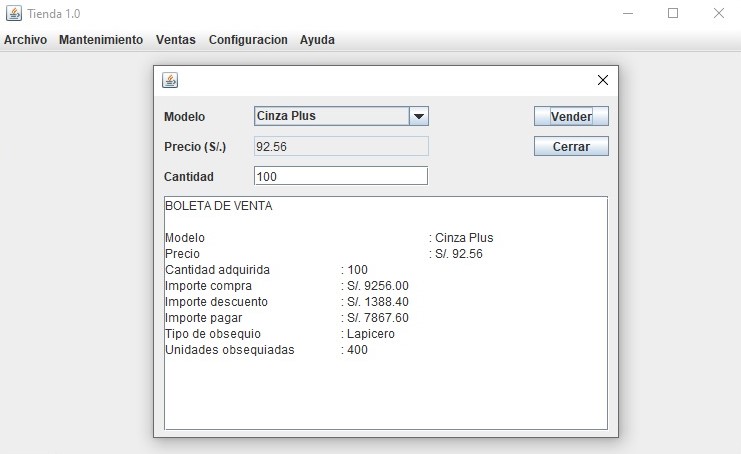 Tienda 1.0
Archivo Mantenimiento Ventas Configuracion Ayuda
Modelo Cinza Plus Vender
Precio (S/.) 92.56 Cerrar
Cantidad 100
BOLETA DE VENTA
Modelo : Cinza Plus
Precio : S/. 92.56
Cantidad adquirida : 100
Importe compra : S/. 9256.00
Importe descuento : S/. 1388.40
Importe pagar : S/. 7867.60
Tipo de obsequio : Lapicero
Unidades obsequiadas : 400